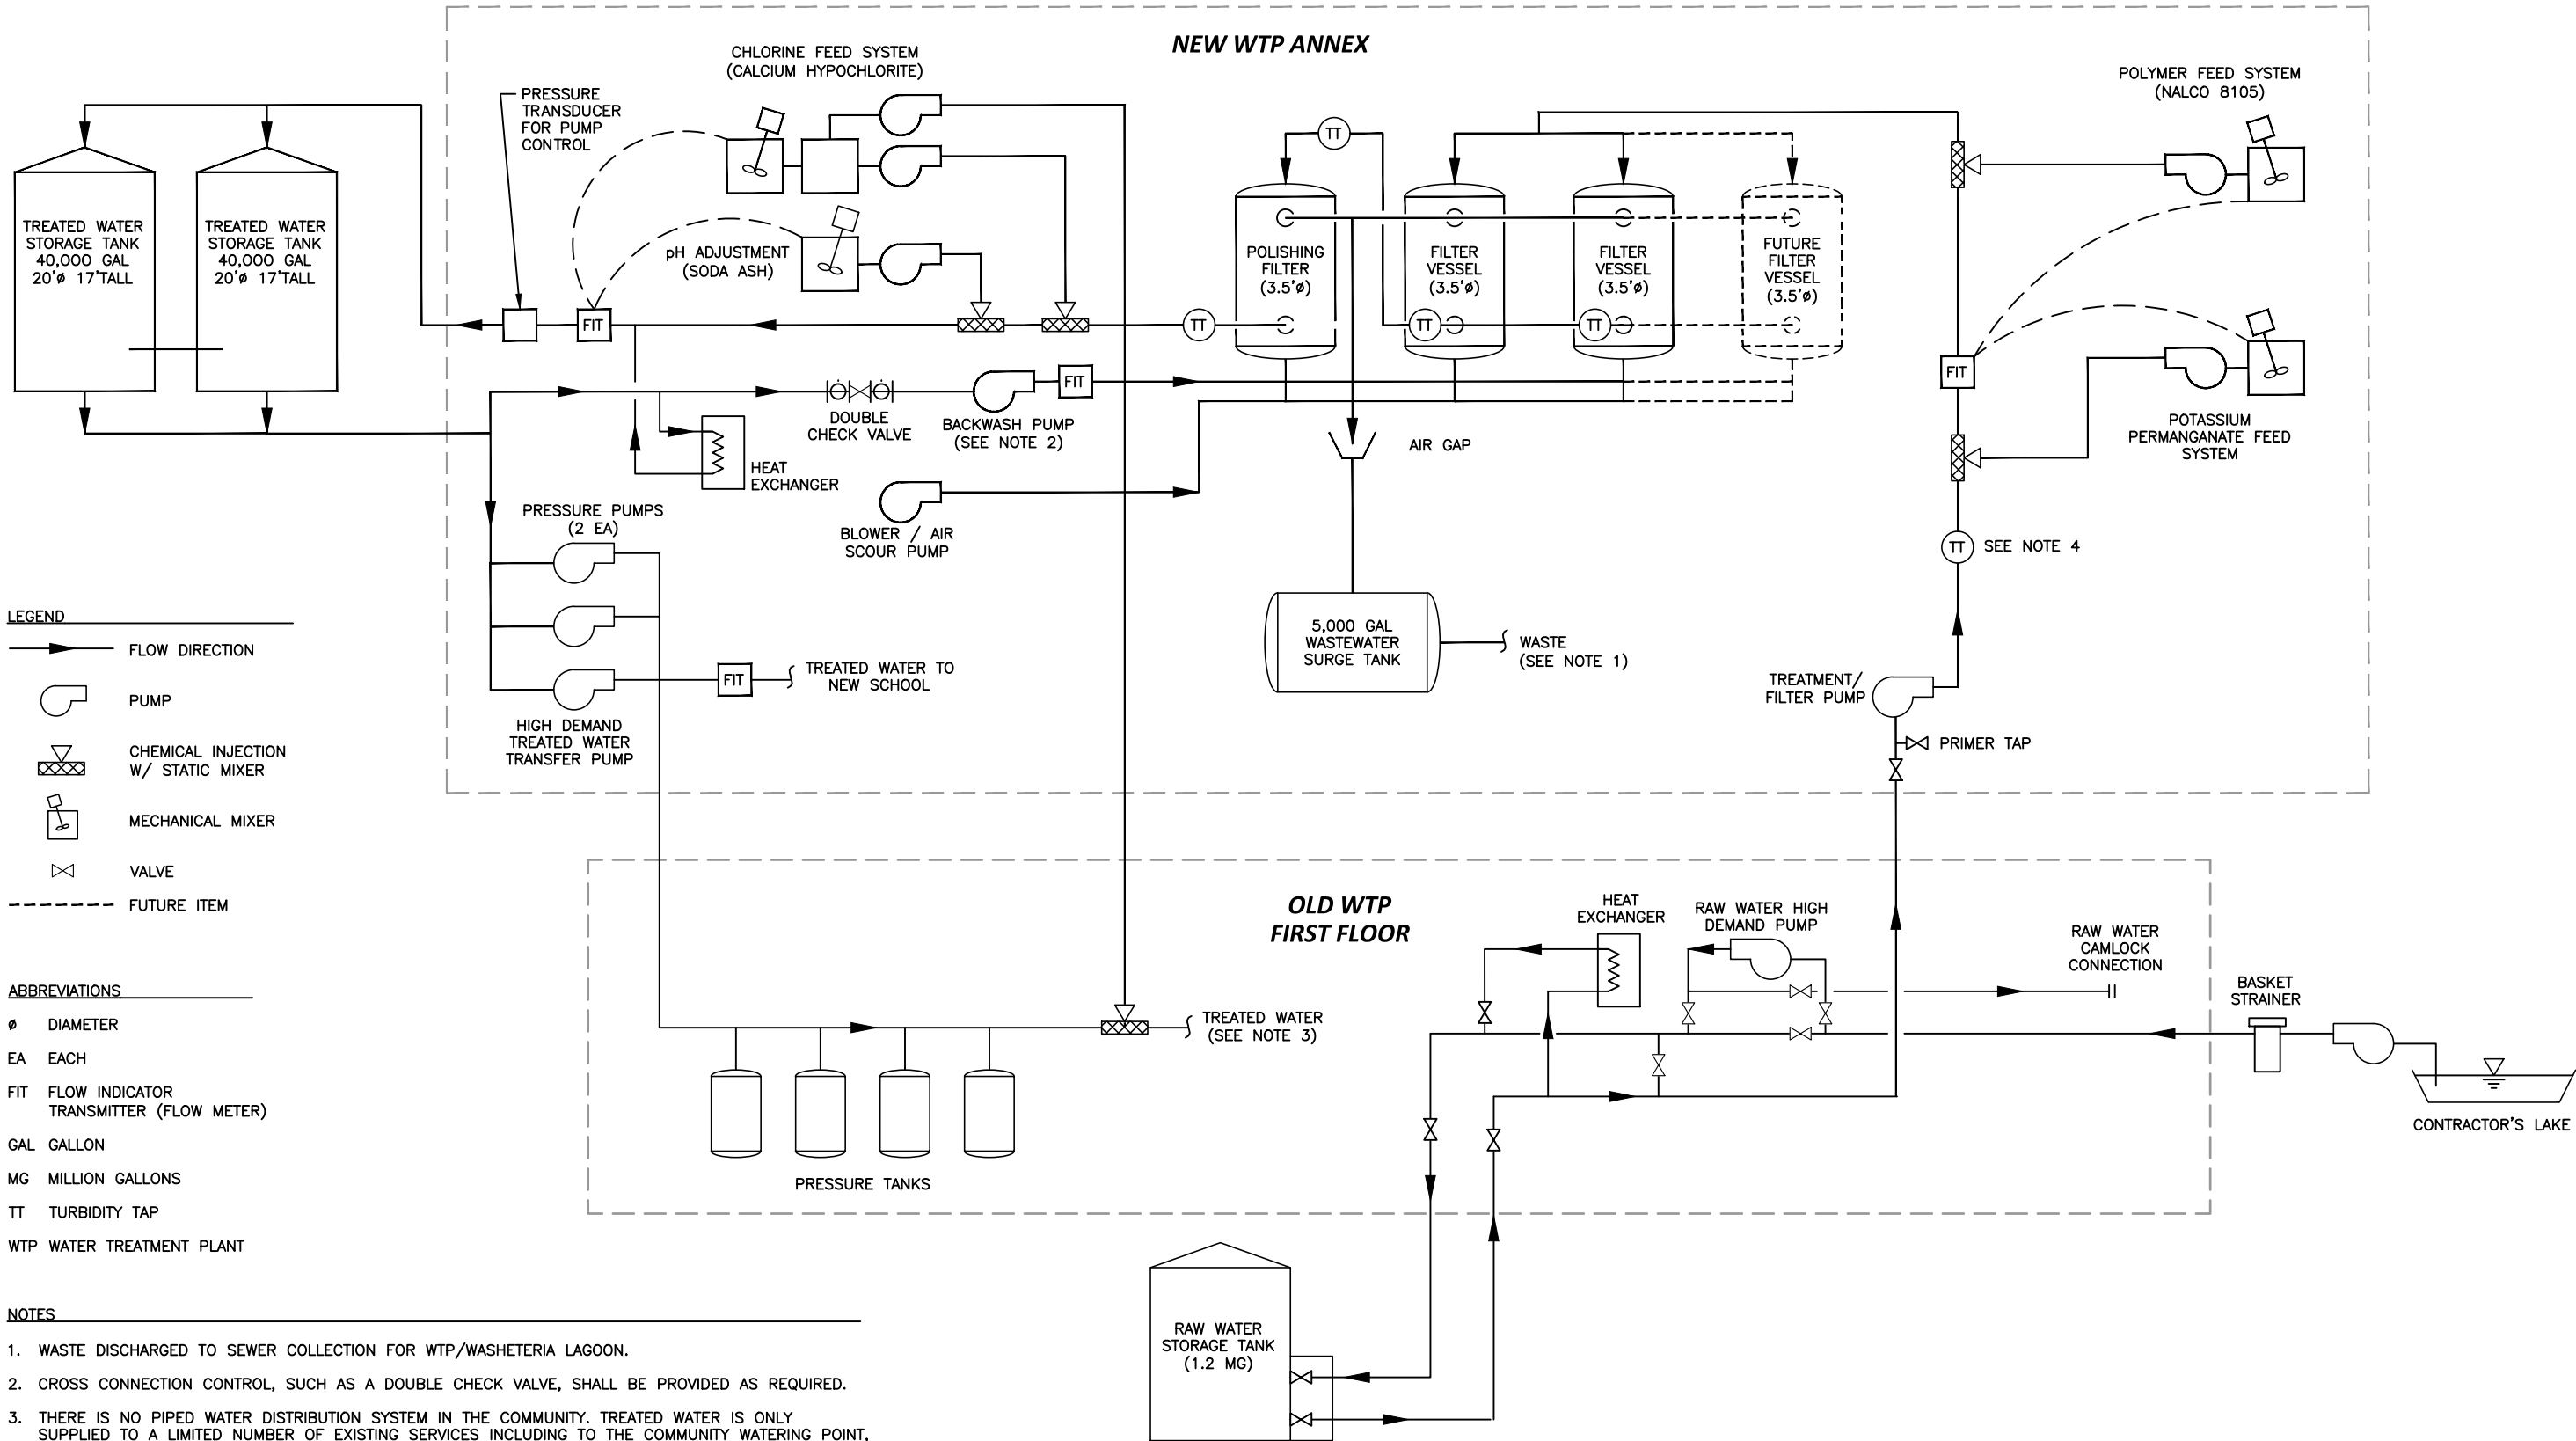 NEW WTP ANNEX
CHLORINE FEED SYSTEM
(CALCIUM HYPOCHLORITE)
POLYMER FEED SYSTEM
(NALCO 8105)
PRESSURE
TRANSDUCER
FOR PUMP
CONTROL
TT
TREATED WATER
STORAGE TANK
40,000 GAL
20'ø 17'TALL
TREATED WATER
STORAGE TANK
40,000 GAL
20'ø 17'TALL
pH ADJUSTMENT
(SODA ASH)
POLISHING
FILTER
(3.5'ø)
FILTER
VESSEL
(3.5'ø)
FILTER
VESSEL
(3.5'ø)
FUTURE
FILTER
VESSEL
(3.5'ø)
FIT
TT
TT
TT
FIT
FIT
DOUBLE
CHECK VALVE
BACKWASH PUMP
(SEE NOTE 2)
AIR GAP
POTASSIUM
PERMANGANATE FEED
SYSTEM
HEAT
EXCHANGER
BLOWER / AIR
SCOUR PUMP
PRESSURE PUMPS
(2 EA)
TT
SEE NOTE 4
5,000 GAL
WASTEWATER
SURGE TANK
WASTE
(SEE NOTE 1)
FIT
TREATED WATER TO
NEW SCHOOL
TREATMENT/
FILTER PUMP
HIGH DEMAND
TREATED WATER
TRANSFER PUMP
PRIMER TAP
LEGEND
FLOW DIRECTION
PUMP
CHEMICAL INJECTION
W/ STATIC MIXER
MECHANICAL MIXER
VALVE
FUTURE ITEM
OLD WTP
FIRST FLOOR
HEAT
EXCHANGER
RAW WATER HIGH
DEMAND PUMP
RAW WATER
CAMLOCK
CONNECTION
BASKET
STRAINER
TREATED WATER
(SEE NOTE 3)
CONTRACTOR'S LAKE
PRESSURE TANKS
ABBREVIATIONS
ø DIAMETER
EA EACH
FIT FLOW INDICATOR
TRANSMITTER (FLOW METER)
GAL GALLON
MG MILLION GALLONS
TT TURBIDITY TAP
WTP WATER TREATMENT PLANT
RAW WATER
STORAGE TANK
(1.2 MG)
NOTES
1. WASTE DISCHARGED TO SEWER COLLECTION FOR WTP/WASHETERIA LAGOON.
2. CROSS CONNECTION CONTROL, SUCH AS A DOUBLE CHECK VALVE, SHALL BE PROVIDED AS REQUIRED.
3. THERE IS NO PIPED WATER DISTRIBUTION SYSTEM IN THE COMMUNITY. TREATED WATER IS ONLY
SUPPLIED TO A LIMITED NUMBER OF EXISTING SERVICES INCLUDING TO THE COMMUNITY WATERING POINT,